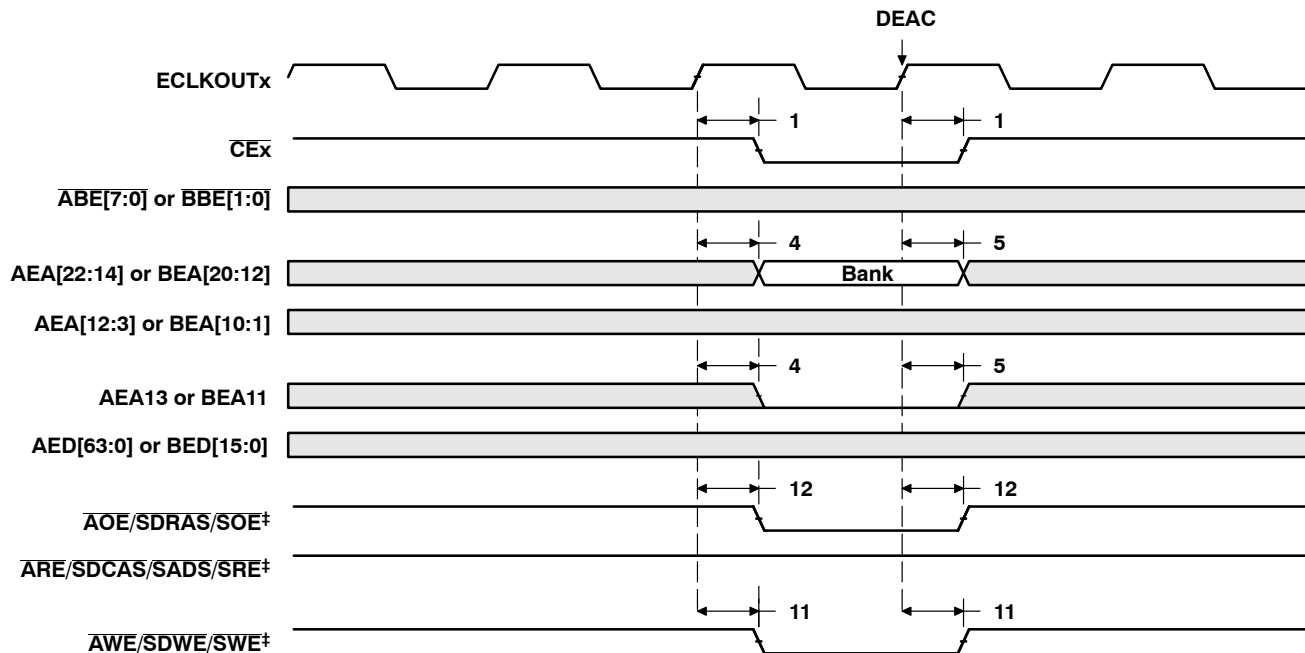 DEAC
ECLKOUTx
1 1
CEx
ABE[7:0] or BBE[1:0]
4 5
AEA[22:14] or BEA[20:12] Bank
AEA[12:3] or BEA[10:1]
4 5
AEA13 or BEA11
AED[63:0] or BED[15:0]
12 12
AOE/SDRAS/SOE‡
ARE/SDCAS/SADS/SRE‡
11 11
AWE/SDWE/SWE‡